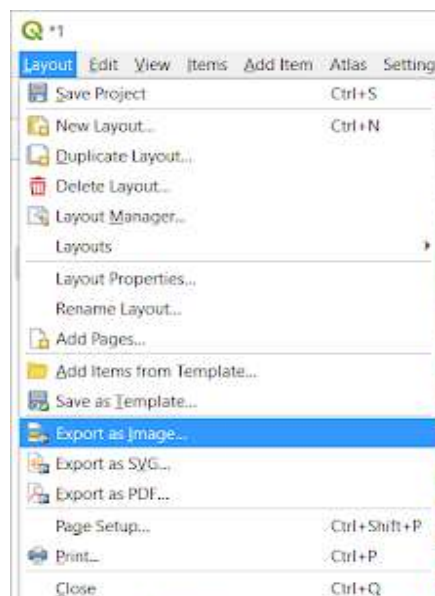 *1
Layout Edit View Items Add Item Atlas Setting
Save Project Ctrl+S
New Layout... Ctrl+N
Duplicate Layout...
Delete Layout...
Layout Manager...
Layouts
Layout Properties...
Rename Layout...
Add Pages...
Add Items from Template...
Save as Template...
Export as Image...
Export as SVG...
Export as PDF...
Page Setup... Ctrl+Shift+P
Print... Ctrl+P
Close Ctrl+Q